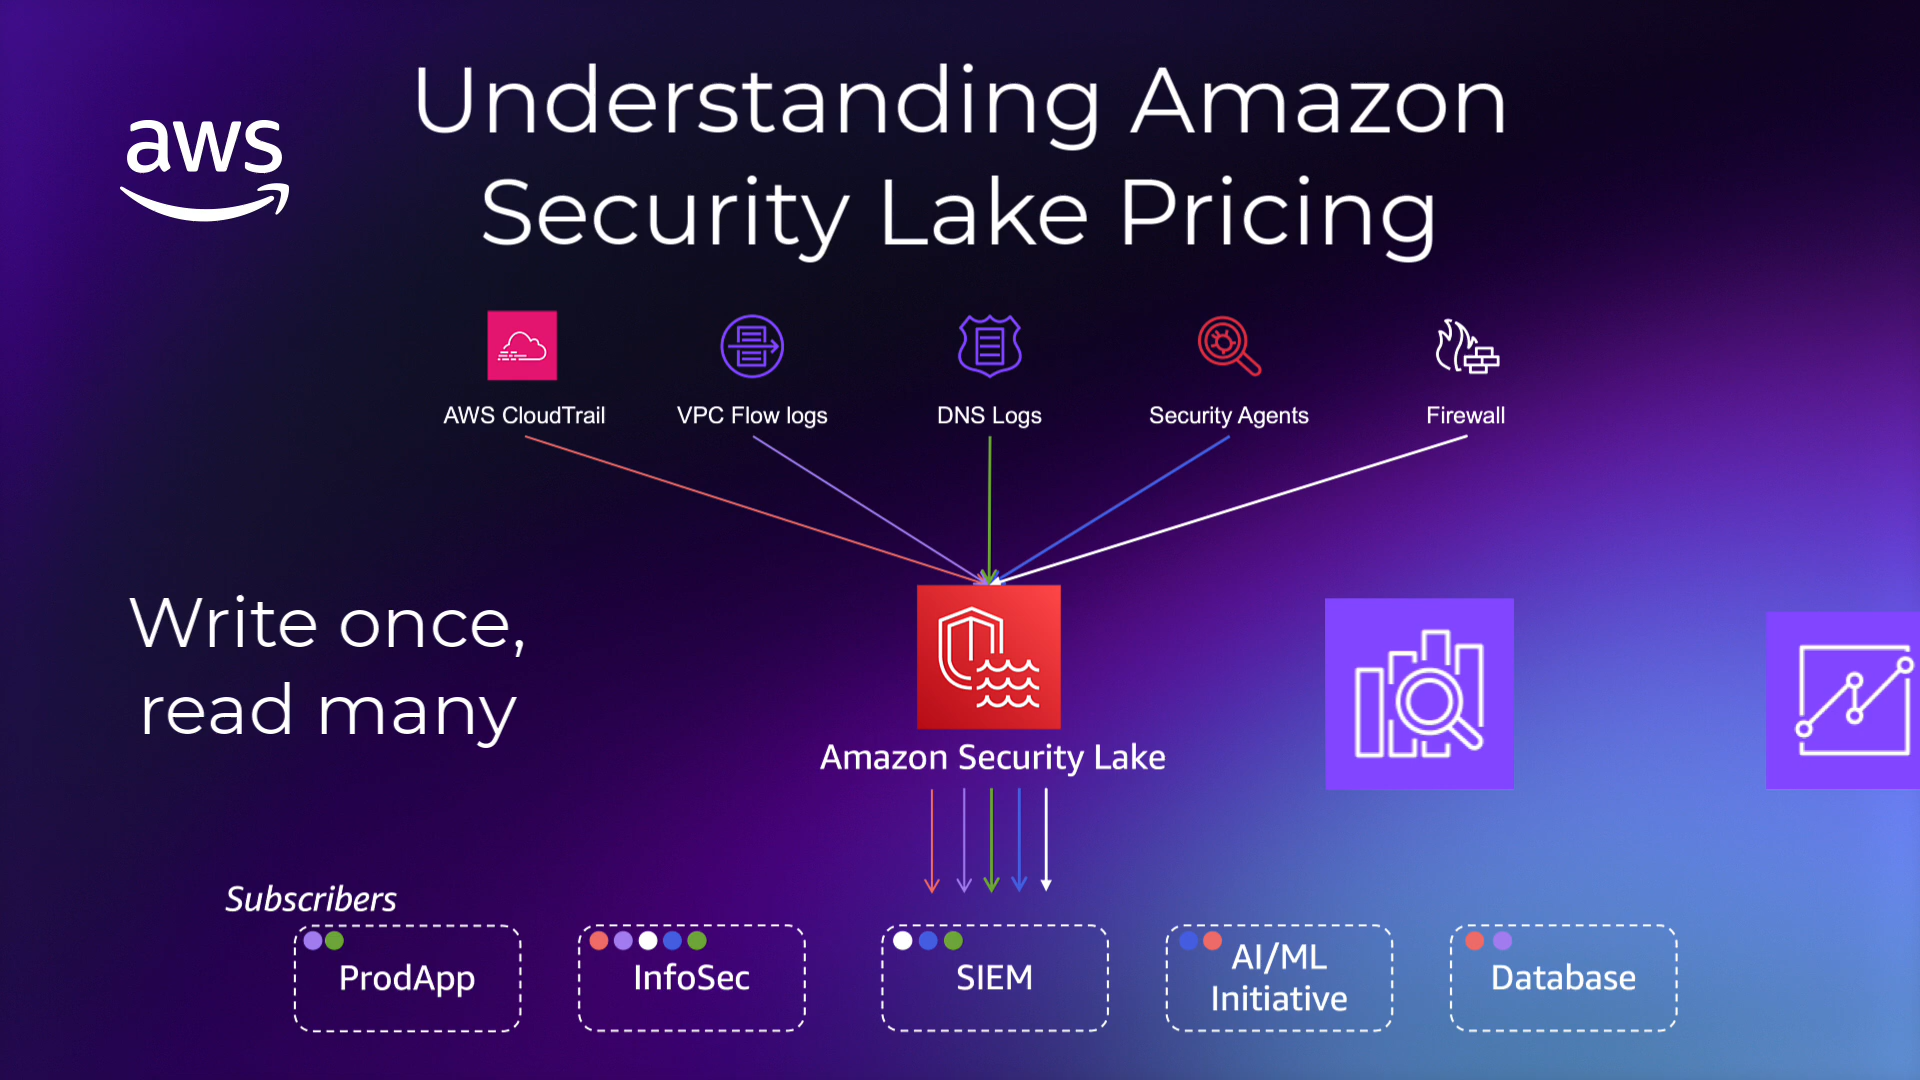 aws
Understanding Amazon
Security Lake Pricing
AWS CloudTrail
VPC Flow logs
DNS Logs
Security Agents
Firewall
Write once,
read many
Amazon Security Lake
Subscribers
ProdApp
InfoSec
SIEM
AI/ML
Initiative
Database